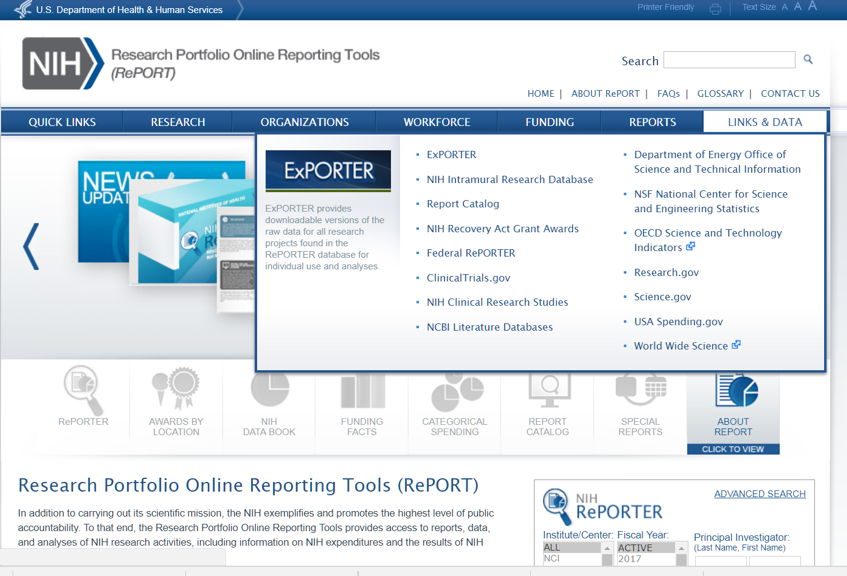 U.S. Department of Health & Human Services
Printer Friendly
Text Size A A A
NIH
Research Portfolio Online Reporting Tools
(RePORT)
Search
HOME | ABOUT RePORT | FAQs | GLOSSARY | CONTACT US
QUICK LINKS RESEARCH ORGANIZATIONS WORKFORCE FUNDING REPORTS LINKS & DATA
NEWS
UPDAT
NATIONAL INSTITUTES OF HEALTH
ExPORTER
ExPORTER provides
downloadable versions of the
raw data for all research
projects found in the
RePORTER database for
individual use and analyses.
ExPORTER
NIH Intramural Research Database
Report Catalog
NIH Recovery Act Grant Awards
Federal RePORTER
ClinicalTrials.gov
NIH Clinical Research Studies
NCBI Literature Databases
Department of Energy Office of
Science and Technical Information
NSF National Center for Science
and Engineering Statistics
OECD Science and Technology
Indicators
Research.gov
Science.gov
USA Spending.gov
World Wide Science
RePORTER
AWARDS BY
LOCATION
NIH
DATA BOOK
FUNDING
FACTS
CATEGORICAL
SPENDING
REPORT
CATALOG
SPECIAL
REPORTS
ABOUT
REPORT
CLICK TO VIEW
Research Portfolio Online Reporting Tools (RePORT)
In addition to carrying out its scientific mission, the NIH exemplifies and promotes the highest level of public
accountability. To that end, the Research Portfolio Online Reporting Tools provides access to reports, data,
and analyses of NIH research activities, including information on NIH expenditures and the results of NIH
NIH
RePORTER
ADVANCED SEARCH
Institute/Center: Fiscal Year:
ALL ACTIVE
NCI 2017
Principal Investigator:
(Last Name, First Name)